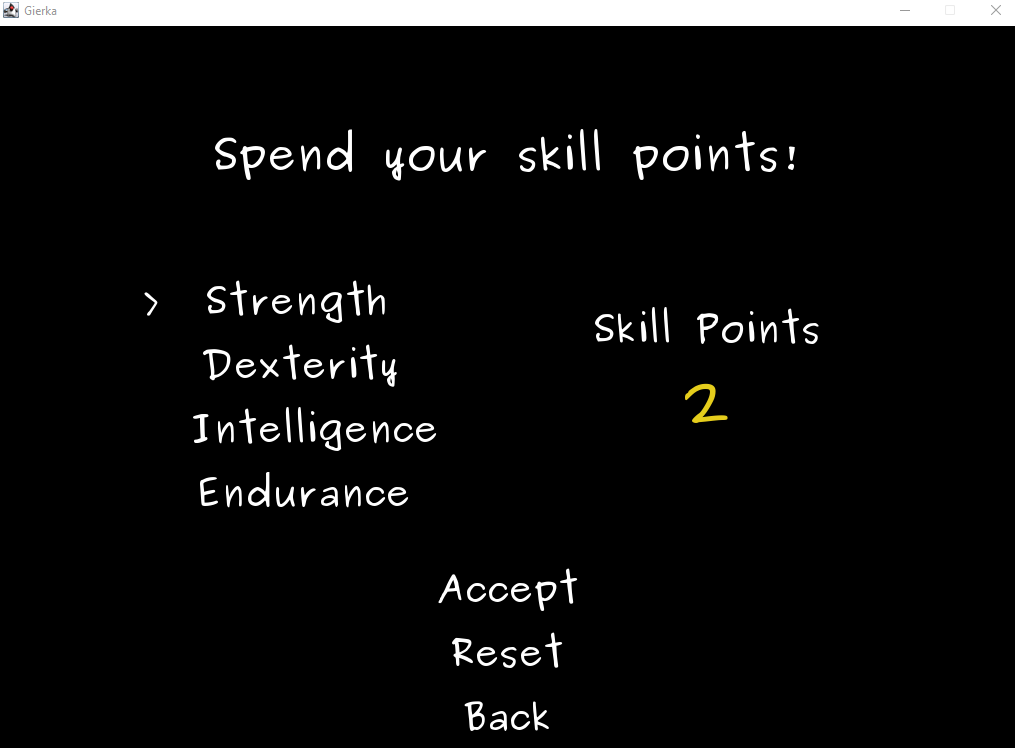 Gierka
Spend your skill points!
> Strength
Dexterity
Intelligence
Endurance
Skill Points
2
Accept
Reset
Back